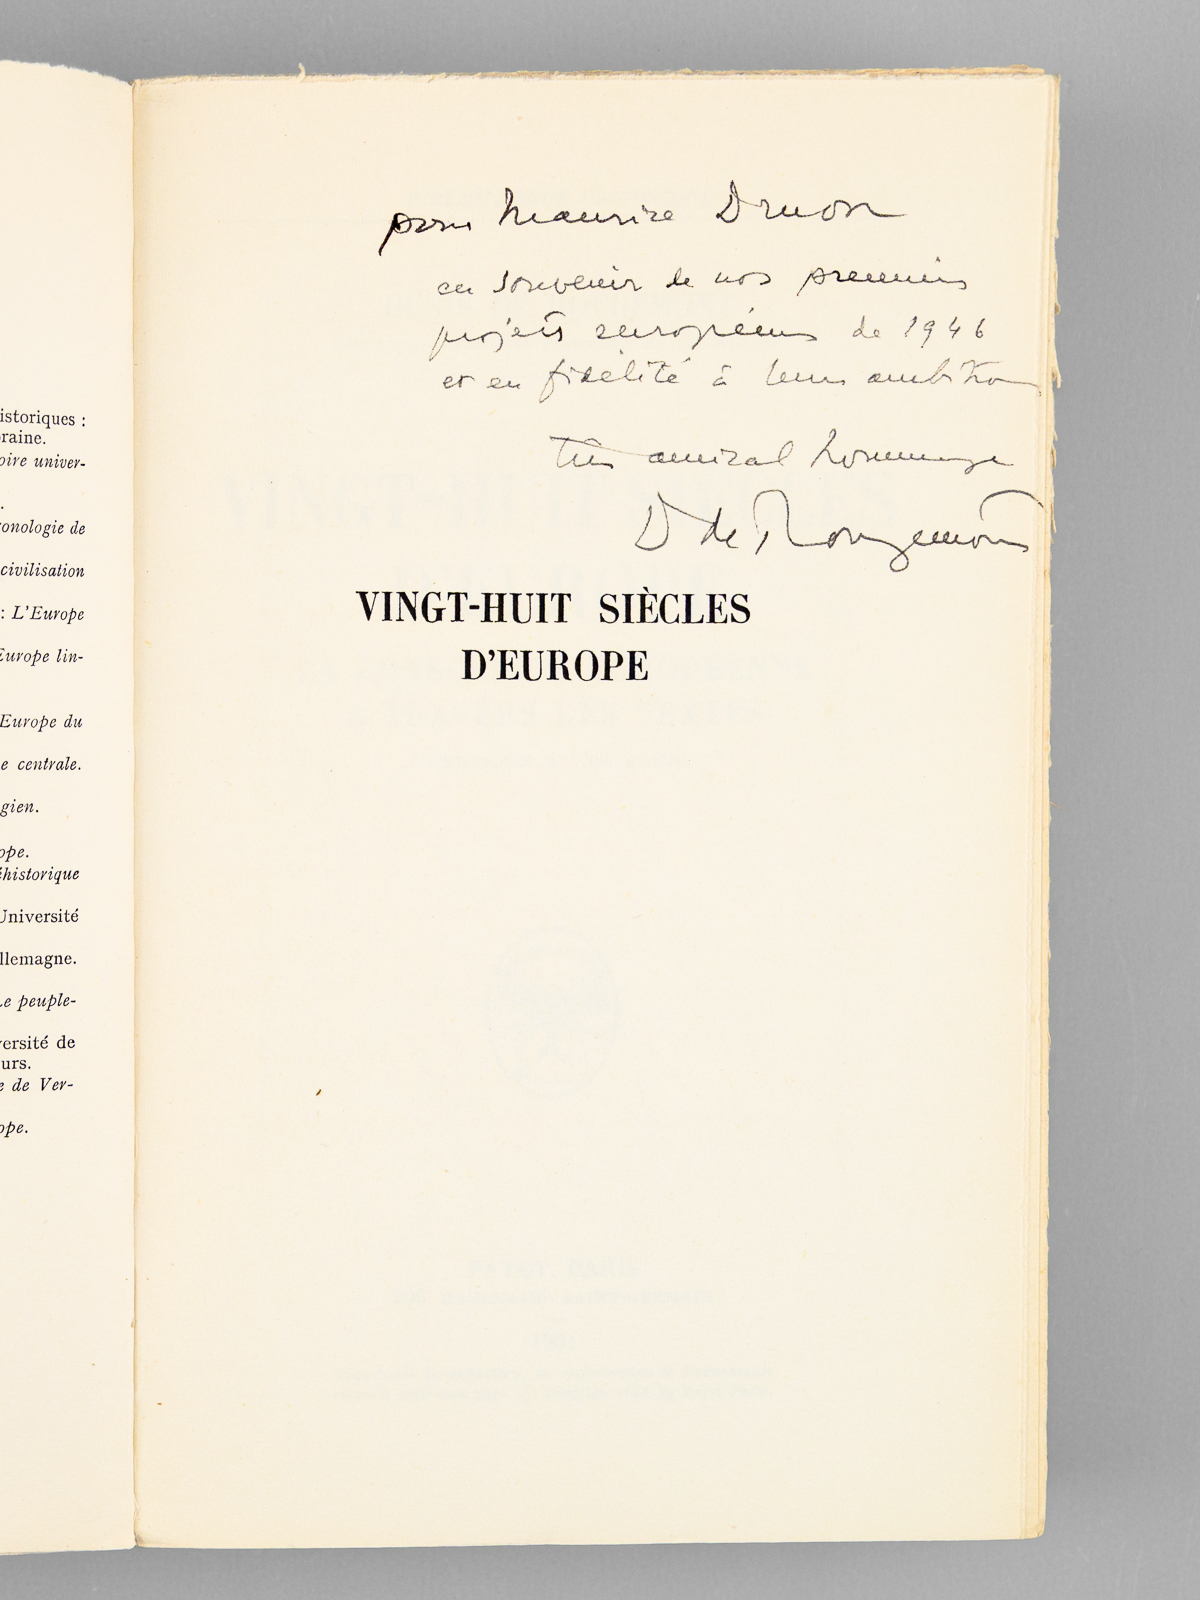 istoriques :
raine.
oire univer-
.
onologie de
civilisation
: L'Europe
Europe lin-
Europe du
e centrale.
gien.
ope.
éhistorique
Université
llemagne.
Le peuple-
ersité de
urs.
e de Ver-
ope.
pour Maurice Druon
en souvenir de nos premiers
projets européens de 1946
et en fidélité à leurs ambitions
Très amical hommage
D de Rougemont
VINGT-HUIT SIÈCLES
D'EUROPE